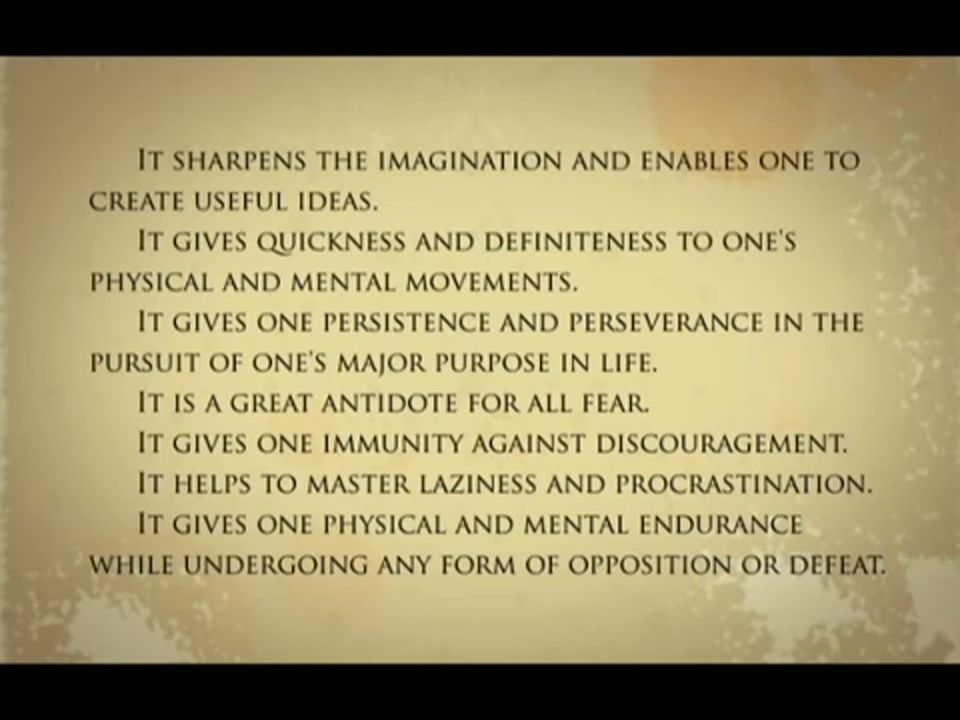 It sharpens the imagination and enables one to
create useful ideas.
It gives quickness and definiteness to one's
physical and mental movements.
It gives one persistence and perseverance in the
pursuit of one's major purpose in life.
It is a great antidote for all fear.
It gives one immunity against discouragement.
It helps to master laziness and procrastination.
It gives one physical and mental endurance
while undergoing any form of opposition or defeat.